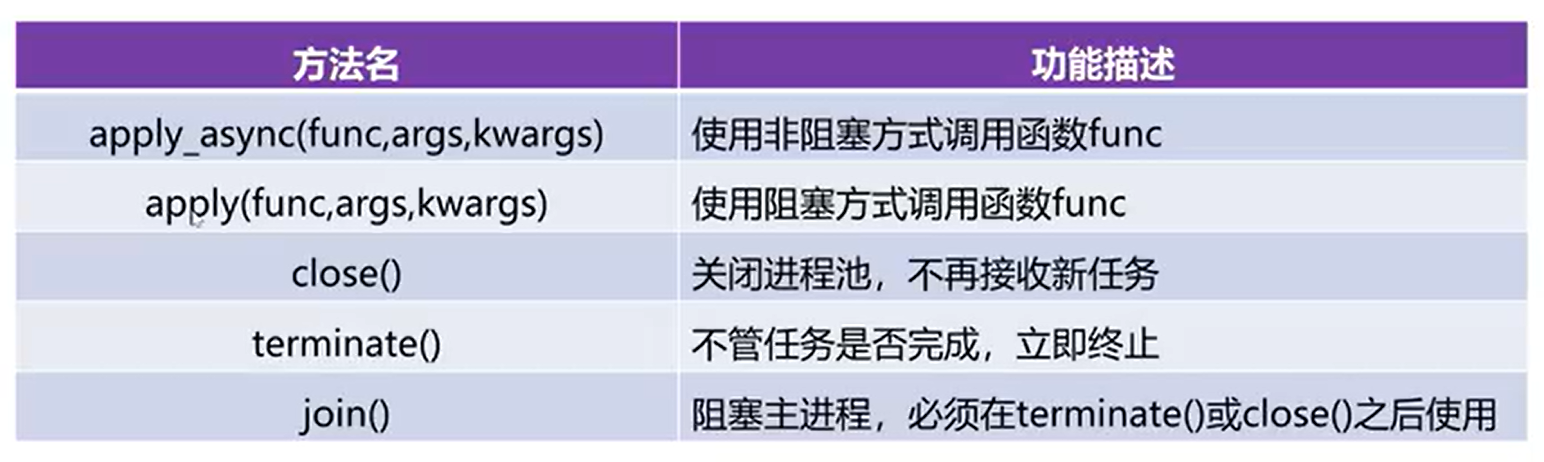 方法名 功能描述
apply_async(func,args,kwargs) 使用非阻塞方式调用函数func
apply(func,args,kwargs) 使用阻塞方式调用函数func
close() 关闭进程池，不再接收新任务
terminate() 不管任务是否完成，立即终止
join() 阻塞主进程，必须在terminate()或close()之后使用